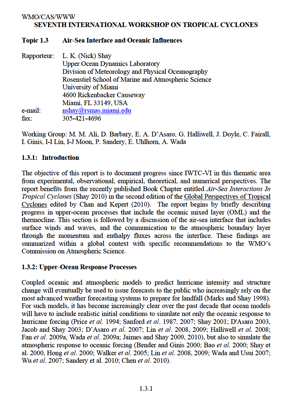 WMO/CAS/WWW
SEVENTH INTERNATIONAL WORKSHOP ON TROPICAL CYCLONES
Topic 1.3 Air-Sea Interface and Oceanic Influences
Rapporteur: L. K. (Nick) Shay
Upper Ocean Dynamics Laboratory
Division of Meteorology and Physical Oceanography
Rosenstiel School of Marine and Atmospheric Science
University of Miami
4600 Rickenbacker Causeway
Miami, FL 33149, USA
e-mail: nshay@rsmas.miami.edu
fax: 305-421-4696
Working Group: M. M. Ali, D. Barbary, E. A. D'Asaro, G. Halliwell, J. Doyle, C. Fairall,
I. Ginis, I-I Lin, I-J Moon, P. Sandery, E. Uhlhorn, A. Wada
1.3.1: Introduction
The objective of this report is to document progress since IWTC-VI in this thematic area
from experimental, observational, empirical, theoretical, and numerical perspectives. The
report benefits from the recently published Book Chapter entitled Air-Sea Interactions In
Tropical Cyclones (Shay 2010) in the second edition of the Global Perspectives of Tropical
Cyclones edited by Chan and Kepert (2010). The report begins by briefly describing
progress in upper-ocean processes that include the oceanic mixed layer (OML) and the
thermocline. This section is followed by a discussion of the air-sea interface that includes
surface winds and waves, and the communication to the atmospheric boundary layer
through the momentum and enthalpy fluxes across the interface. These findings are
summarized within a global context with specific recommendations to the WMO's
Commission on Atmospheric Science.
1.3.2: Upper-Ocean Response Processes
Coupled oceanic and atmospheric models to predict hurricane intensity and structure
change will eventually be used to issue forecasts to the public who increasingly rely on the
most advanced weather forecasting systems to prepare for landfall (Marks and Shay 1998).
For such models, it has become increasingly clear over the past decade that ocean models
will have to include realistic initial conditions to simulate not only the oceanic response to
hurricane forcing (Price et al. 1994; Sanford et al. 1987, 2007; Shay 2001; D'Asaro 2003,
Jacob and Shay 2003; D'Asaro et al. 2007; Lin et al. 2008, 2009; Halliwell et al. 2008;
Fan et al. 2009a, Wada et al. 2009a; Jaimes and Shay 2009, 2010), but also to simulate the
atmospheric response to oceanic forcing (Bender and Ginis 2000; Bao et al. 2000; Shay et
al. 2000, Hong et al. 2000; Walker et al. 2005; Lin et al. 2008, 2009; Wada and Usui 2007;
Wu et al. 2007; Sandery et al. 2010; Chen et al. 2010).
1.3.1